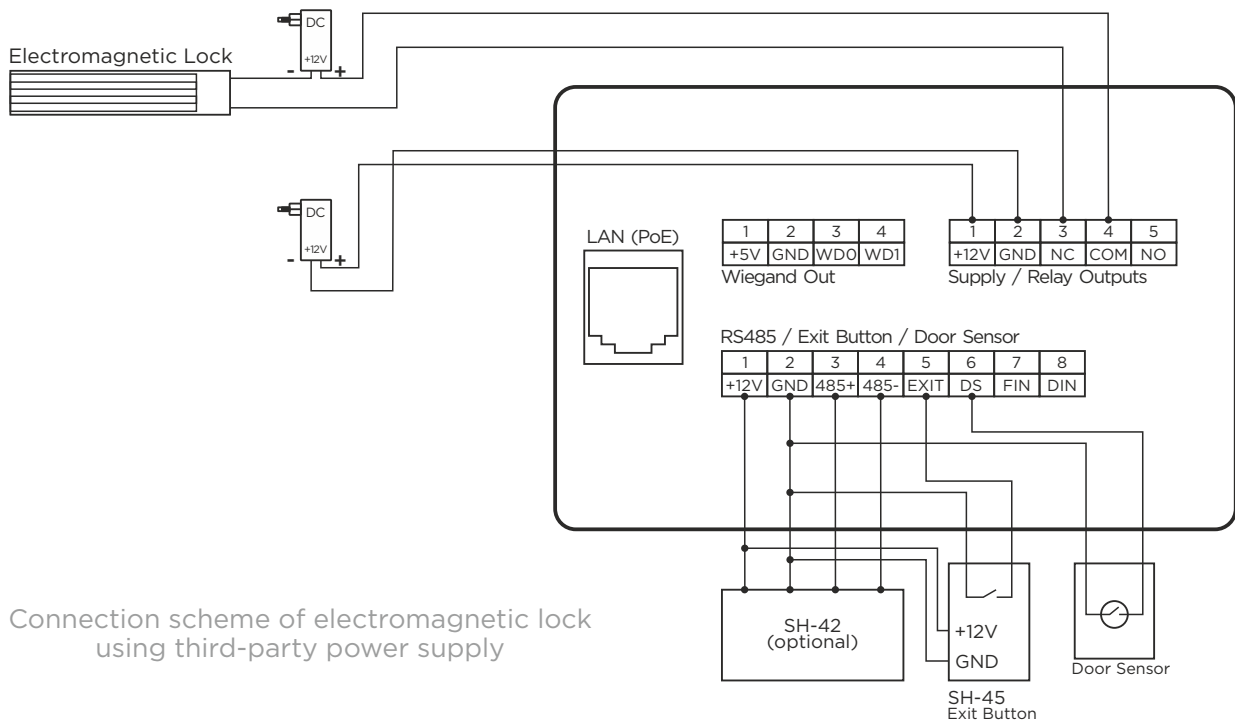 DC
+12V
Electromagnetic Lock
- +
DC
+12V
- +
LAN (PoE)
1 2 3 4
+5V GND WD0 WD1
Wiegand Out
1 2 3 4 5
+12V GND NC COM NO
Supply / Relay Outputs
RS485 / Exit Button / Door Sensor
1 2 3 4 5 6 7 8
+12V GND 485+ 485- EXIT DS FIN DIN
Connection scheme of electromagnetic lock
using third-party power supply
SH-42
(optional)
+12V
GND
SH-45
Exit Button
Door Sensor